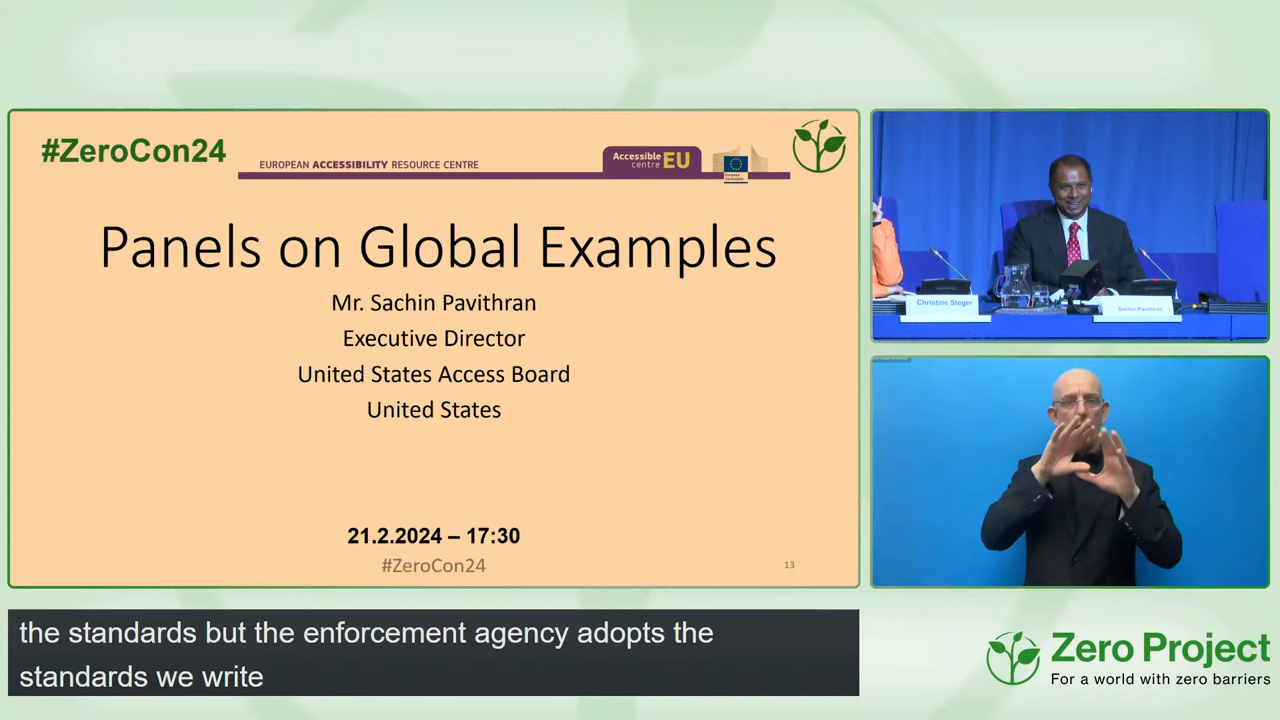 #ZeroCon24
EUROPEAN ACCESSIBILITY RESOURCE CENTRE
Accessible
centre EU
European
Commission
Panels on Global Examples
Mr. Sachin Pavithran
Executive Director
United States Access Board
United States
21.2.2024 – 17:30
#ZeroCon24
13
Christine Steger
Sachin Pavithran
the standards but the enforcement agency adopts the
standards we write
Zero Project
For a world with zero barriers